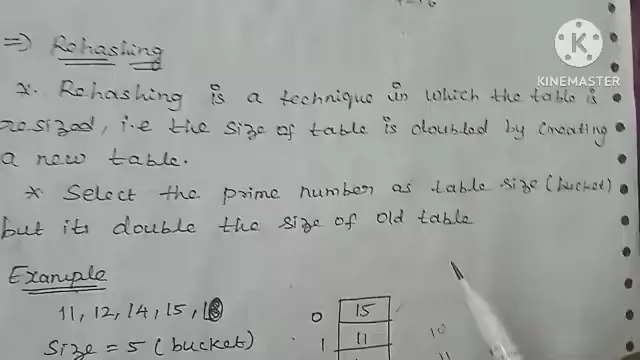 => Rehashing
KINEMASTER
*. Rehashing is a technique in which the table is
resized, i.e the size of table is doubled by creating
a new table.
* Select the prime number as table size (bucket)
but its double the size of old table
Example
11, 12, 14, 15,
0 15
Size = 5 (bucket)
1 11
10
11